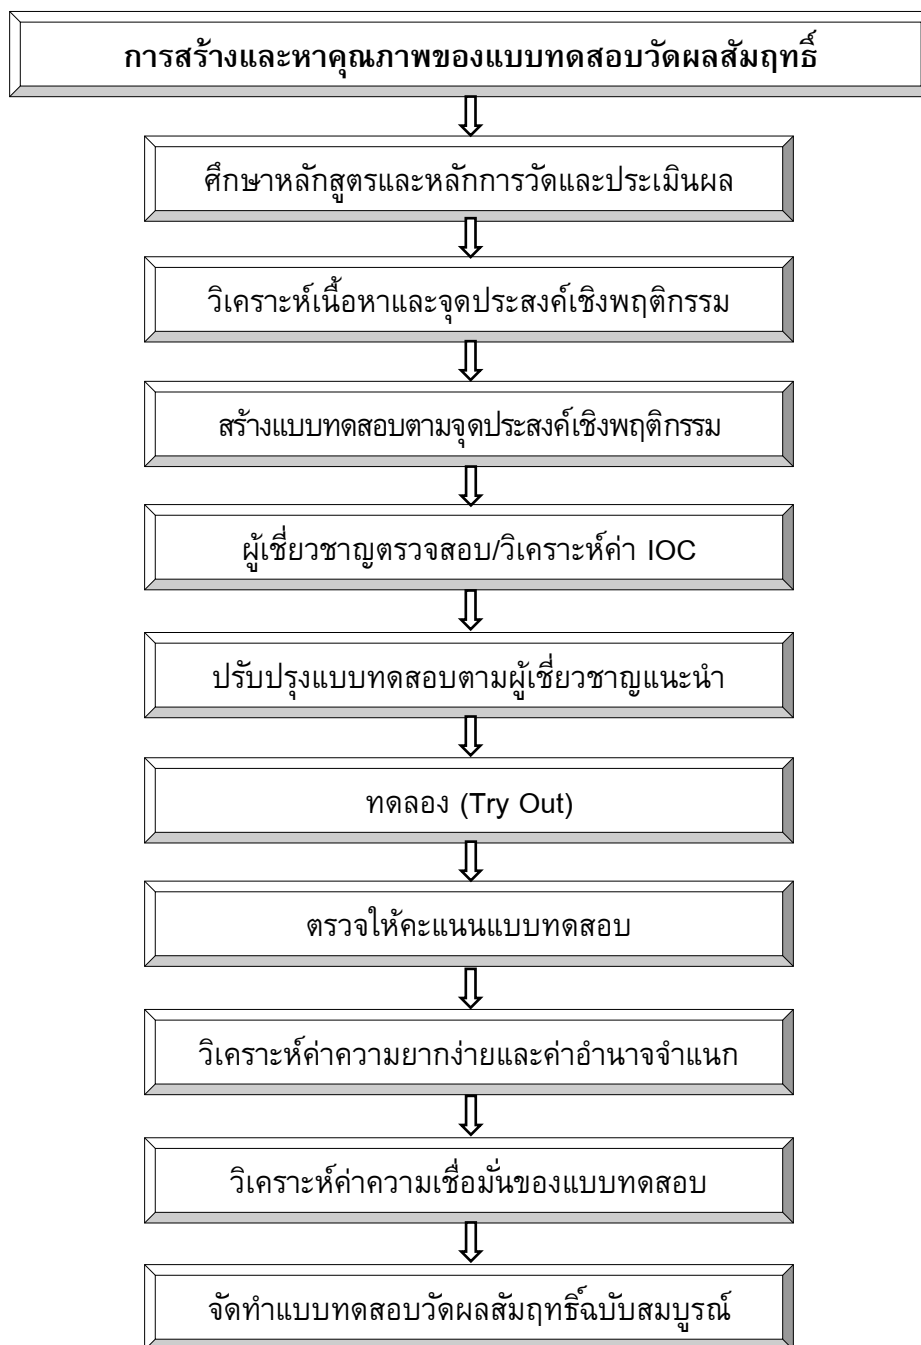 การสร้างและหาคุณภาพของแบบทดสอบวัดผลสัมฤทธิ์
ศึกษาหลักสูตรและหลักการวัดและประเมินผล
วิเคราะห์เนื้อหาและจุดประสงค์เชิงพฤติกรรม
สร้างแบบทดสอบตามจุดประสงค์เชิงพฤติกรรม
ผู้เชี่ยวชาญตรวจสอบ/วิเคราะห์ค่า IOC
ปรับปรุงแบบทดสอบตามผู้เชี่ยวชาญแนะนำ
ทดลอง (Try Out)
ตรวจให้คะแนนแบบทดสอบ
วิเคราะห์ค่าความยากง่ายและค่าอำนาจจำแนก
วิเคราะห์ค่าความเชื่อมั่นของแบบทดสอบ
จัดทำแบบทดสอบวัดผลสัมฤทธิ์ฉบับสมบูรณ์